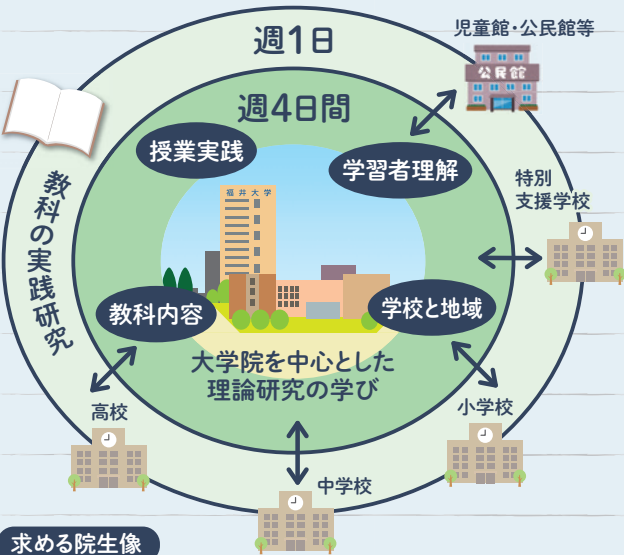 週1日
児童館・公民館等
公民館
週4日間
授業実践
学習者理解
福井大学
特別
支援学校
教科の実践研究
教科内容
学校と地域
大学院を中心とした
理論研究の学び
高校
小学校
中学校
求める院生像